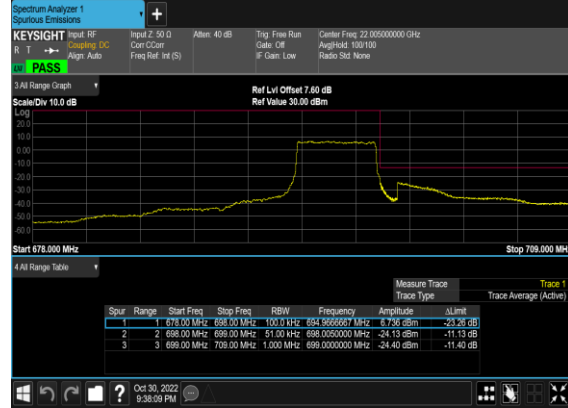 Spectrum Analyzer 1
Spurious Emissions
KEYSIGHT Input: RF Input Z: 50 Ω Atten: 40 dB Trig: Free Run Center Freq: 22.005000000 GHz
R T Coupling: DC Corr CCorr Gate: Off Avg|Hold: 100/100
Align: Auto Freq Ref: Int (S) IF Gain: Low Radio Std: None
PASS
3 All Range Graph
Ref Lvl Offset 7.60 dB
Scale/Div 10.0 dB Ref Value 30.00 dBm
Log
20.0
10.0
0.00
-10.0
-20.0
-30.0
-40.0
-50.0
-60.0
Start 678.000 MHz Stop 709.000 MHz
4 All Range Table
Measure Trace Trace 1
Trace Type Trace Average (Active)
Spur Range Start Freq Stop Freq RBW Frequency Amplitude ΔLimit
1 1 678.00 MHz 698.00 MHz 100.0 kHz 694.9666667 MHz 6.736 dBm -23.26 dB
2 2 698.00 MHz 699.00 MHz 51.00 kHz 698.0050000 MHz -24.13 dBm -11.13 dB
3 3 699.00 MHz 709.00 MHz 1.000 MHz 699.0000000 MHz -24.40 dBm -11.40 dB
? Oct 30, 2022
9:38:09 PM